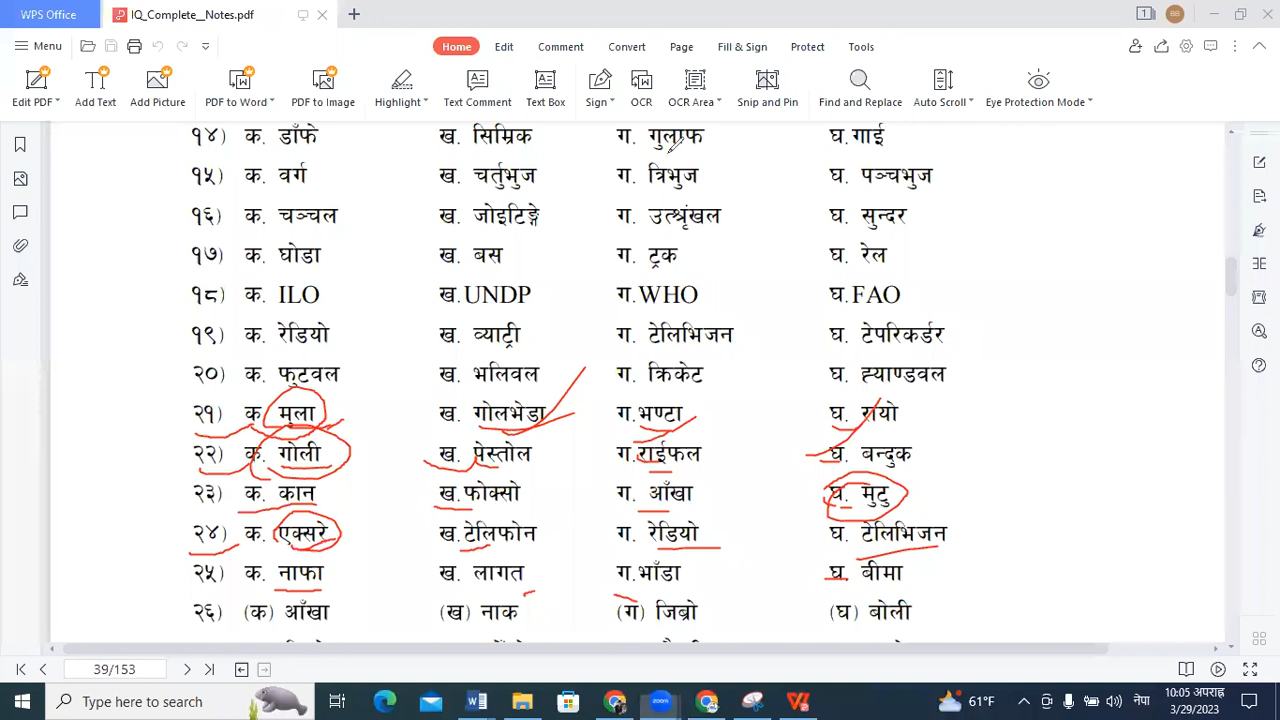 WPS Office IQ_Complete__Notes.pdf BB
Menu Home Edit Comment Convert Page Fill & Sign Protect Tools
Edit PDF Add Text Add Picture PDF to Word PDF to Image Highlight Text Comment Text Box Sign OCR OCR Area Snip and Pin Find and Replace Auto Scroll Eye Protection Mode
१४) क. डाँफे ख. सिम्रिक ग. गुलाफ घ.गाई
१५) क. वर्ग ख. चर्तुभुज ग. त्रिभुज घ. पञ्चभुज
१६) क. चञ्चल ख. जोइटिङ्गे ग. उत्श्रृंखल घ. सुन्दर
१७) क. घोडा ख. बस ग. ट्रक घ. रेल
१८) क. ILO ख.UNDP ग.WHO घ.FAO
१९) क. रेडियो ख. व्याट्री ग. टेलिभिजन घ. टेपरिकर्डर
२०) क. फुटवल ख. भलिवल ग. क्रिकेट घ. ह्याण्डवल
२१) क. मुला ख. गोलभेडा ग.भण्टा घ. रायो
२२) क. गोली ख. पेस्तोल ग.राईफल घ. बन्दुक
२३) क. कान ख.फोक्सो ग. आँखा घ. मुटु
२४) क. एक्सरे ख.टेलिफोन ग. रेडियो घ. टेलिभिजन
२५) क. नाफा ख. लागत ग.भाँडा घ. बीमा
२६) (क) आँखा (ख) नाक (ग) जिब्रो (घ) बोली
39/153
Type here to search 61°F नेपा 10:05 अपराह्न
3/29/2023